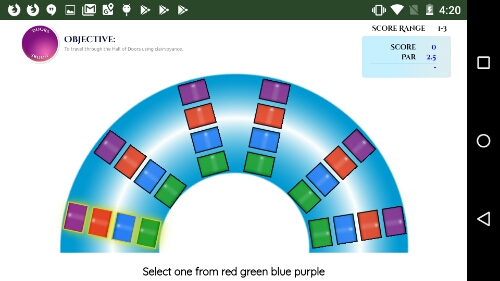 4:20
DOORS
OBJECTIVE:
To travel through the Hall of Doors using clairvoyance.
SCORE RANGE 1-3
SCORE 0
PAR 2.5
-
Select one from red green blue purple